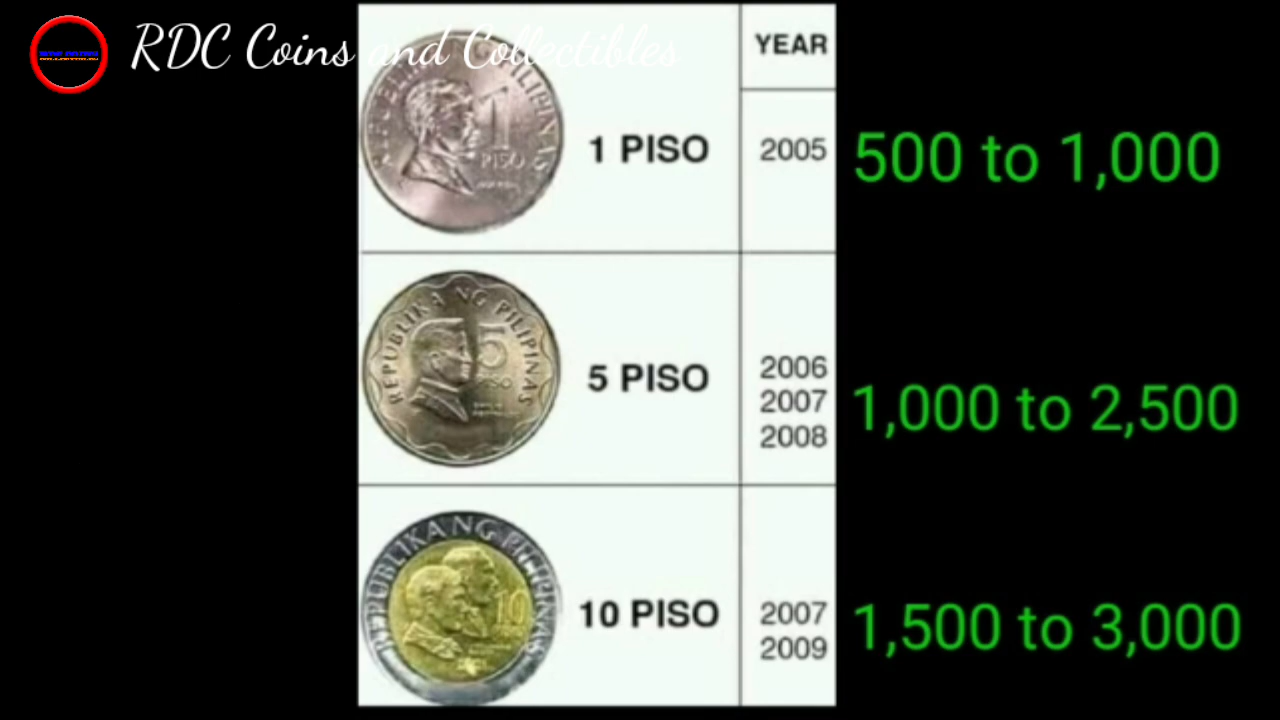 RDC Coins and Collectibles
YEAR
REPUBLIKA NG PILIPINAS
1
PISO
1 PISO
2005
500 to 1,000
REPUBLIKA NG PILIPINAS
5
PISO
5 PISO
2006
2007
2008
1,000 to 2,500
REPUBLIKA NG PILIPINAS
10
10 PISO
2007
2009
1,500 to 3,000